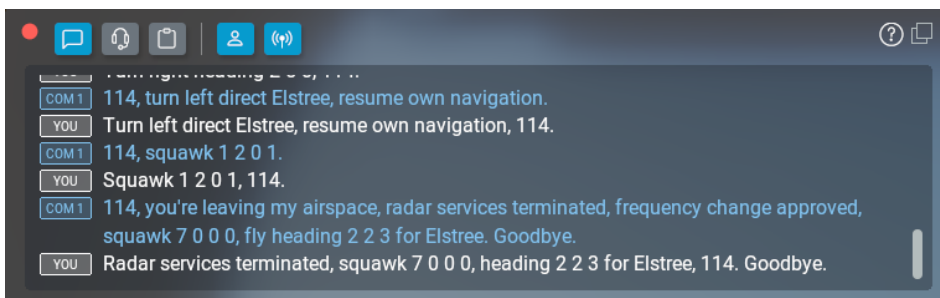 COM 1 114, turn left direct Elstree, resume own navigation.
YOU Turn left direct Elstree, resume own navigation, 114.
COM 1 114, squawk 1 2 0 1.
YOU Squawk 1 2 0 1, 114.
COM 1 114, you're leaving my airspace, radar services terminated, frequency change approved,
squawk 7 0 0 0, fly heading 2 2 3 for Elstree. Goodbye.
YOU Radar services terminated, squawk 7 0 0 0, heading 2 2 3 for Elstree, 114. Goodbye.